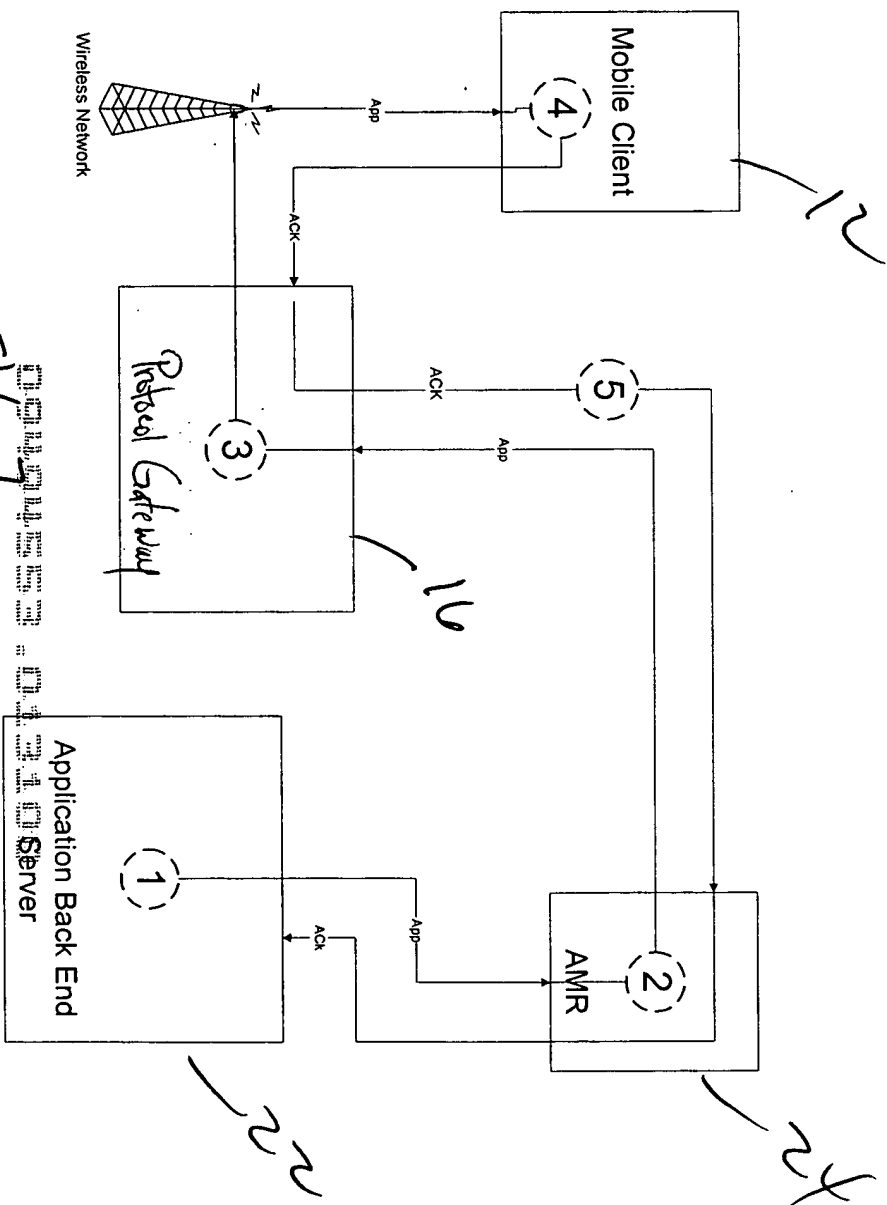 Mobile Client
4
12
App
Wireless Network
ACK
5
ACK
App
3
Protocol Gateway
16
2
AMR
24
App
ACk
1
Application Back End
Server
22